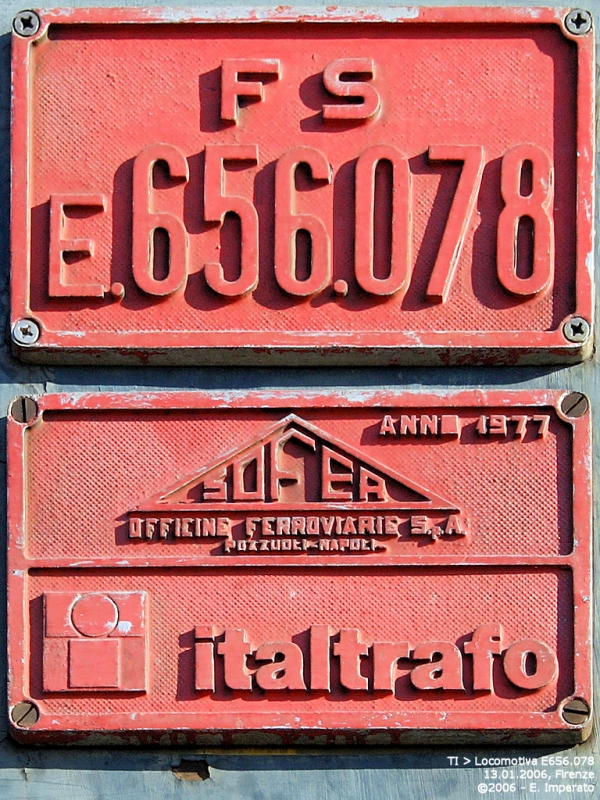 FS
E.656.078
ANNO 1977
SOFEA
OFFICINE FERROVIARIE S.p.A
POZZUOLI-NAPOLI
italtrafo
TI > Locomotiva E656.078
13.01.2006, Firenze
©2006 - E. Imperato